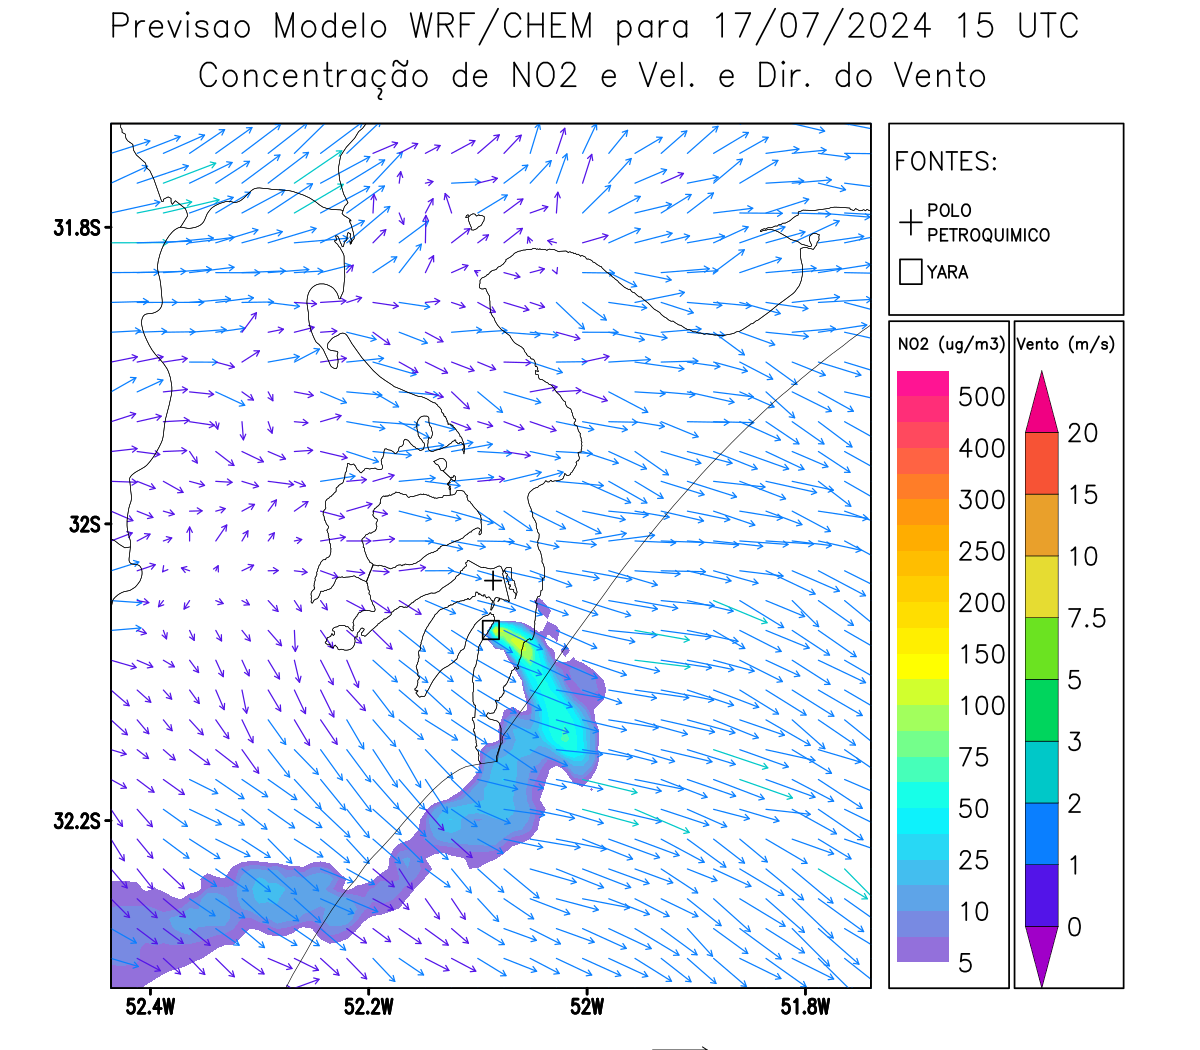 Previsao Modelo WRF/CHEM para 17/07/2024 15 UTC
Concentração de NO2 e Vel. e Dir. do Vento
FONTES:
POLO
PETROQUIMICO
YARA
NO2 (ug/m3)
500
400
300
250
200
150
100
75
50
25
10
5
Vento (m/s)
20
15
10
7.5
5
3
2
1
0
31.8S
32S
32.2S
52.4W
52.2W
52W
51.8W